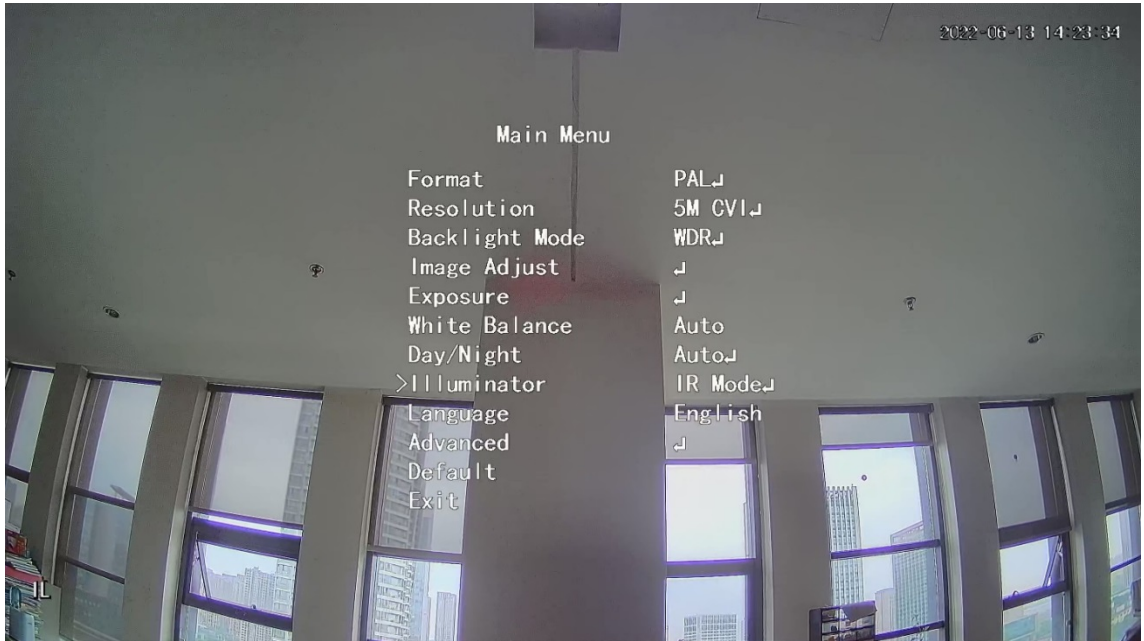 2022-06-13 14:23:34
Main Menu
Format PAL↵
Resolution 5M CVI↵
Backlight Mode WDR↵
Image Adjust ↵
Exposure ↵
White Balance Auto
Day/Night Auto↵
>Illuminator IR Mode↵
Language English
Advanced ↵
Default
Exit
IL